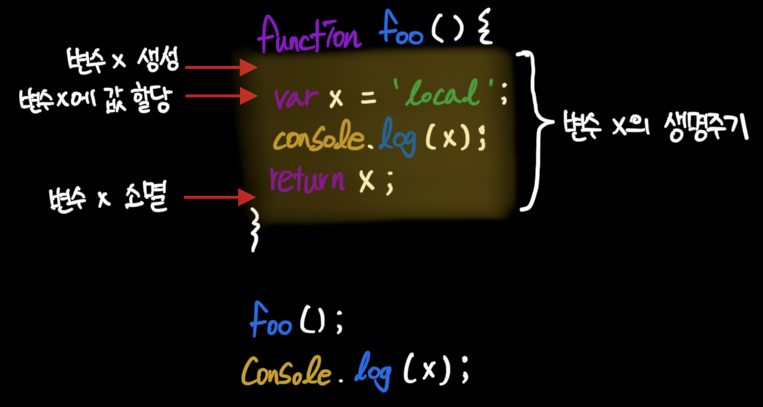 function foo () {
변수 x 생성
변수 x에 값 할당
var x = 'local';
console.log (x);
변수 x의 생명주기
return x ;
변수 x 소멸
}
foo ();
Console.log (x);